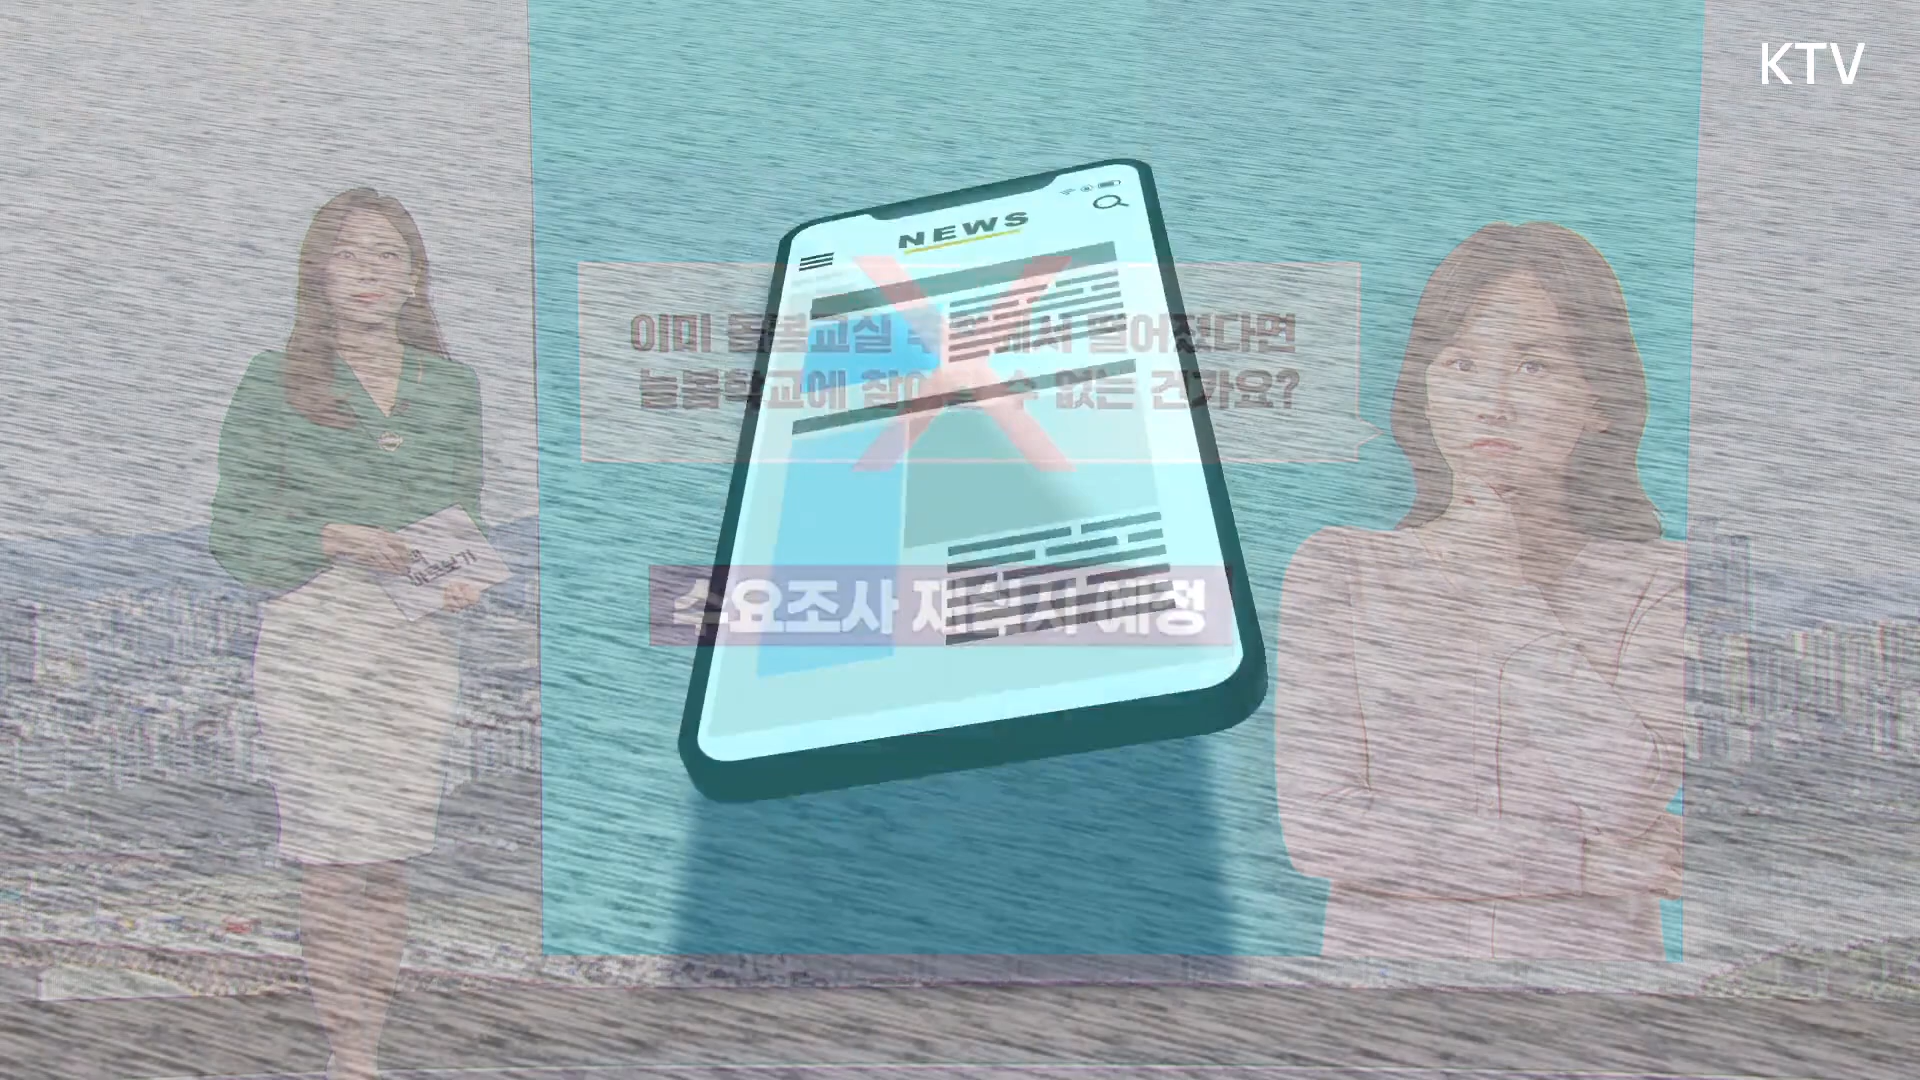 KTV
NEWS
이미 돌봄교실 추첨에서 떨어졌다면
늘봄학교에 참여할 수 없는 건가요?
수요조사 재실시 예정